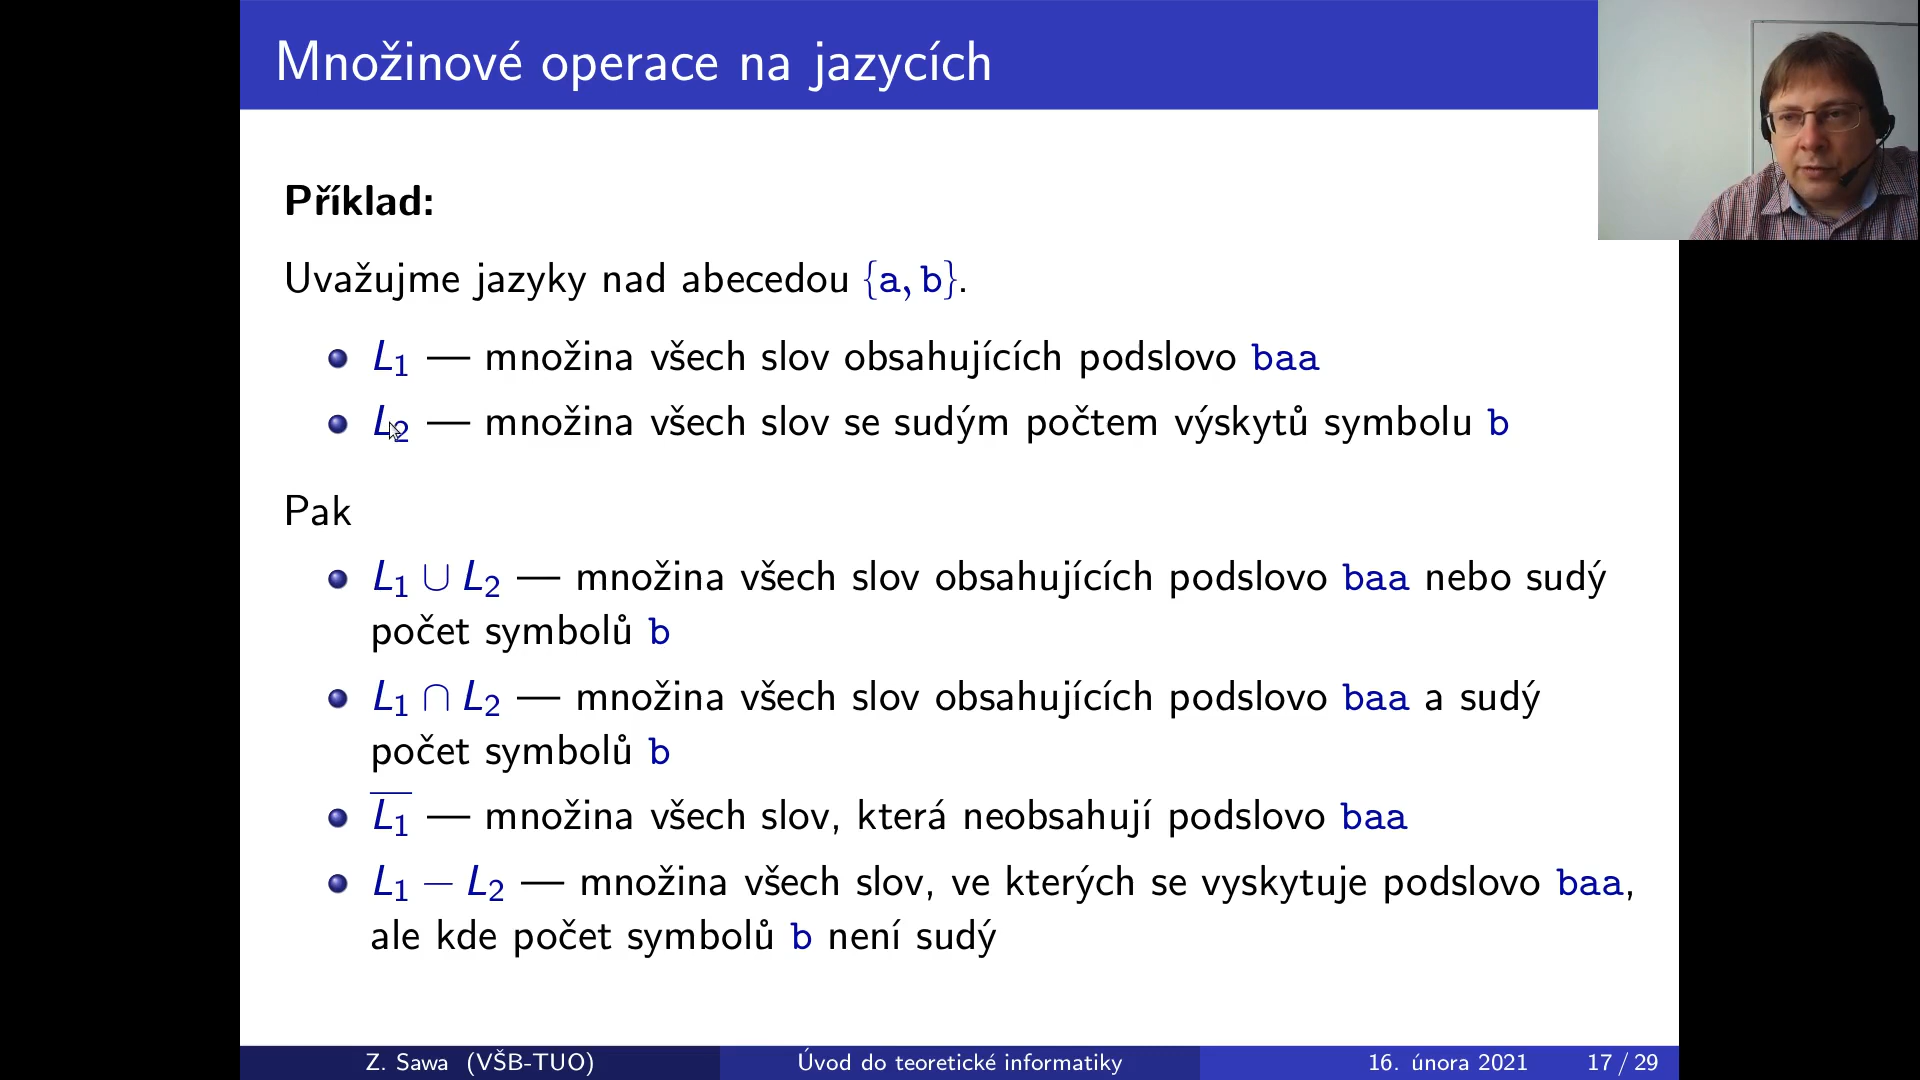 Množinové operace na jazycích
Příklad:
Uvažujme jazyky nad abecedou {a, b}.
L₁ — množina všech slov obsahujících podslovo baa
L₂ — množina všech slov se sudým počtem výskytů symbolu b
Pak
L₁ ∪ L₂ — množina všech slov obsahujících podslovo baa nebo sudý
počet symbolů b
L₁ ∩ L₂ — množina všech slov obsahujících podslovo baa a sudý
počet symbolů b
L̅₁ — množina všech slov, která neobsahují podslovo baa
L₁ − L₂ — množina všech slov, ve kterých se vyskytuje podslovo baa,
ale kde počet symbolů b není sudý
Z. Sawa (VŠB-TUO) Úvod do teoretické informatiky 16. února 2021 17 / 29